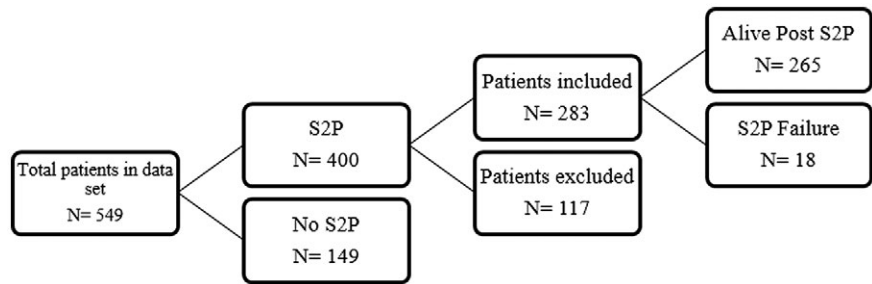 Total patients in data
set
N= 549
S2P
N= 400
No S2P
N= 149
Patients included
N= 283
Patients excluded
N= 117
Alive Post S2P
N= 265
S2P Failure
N= 18